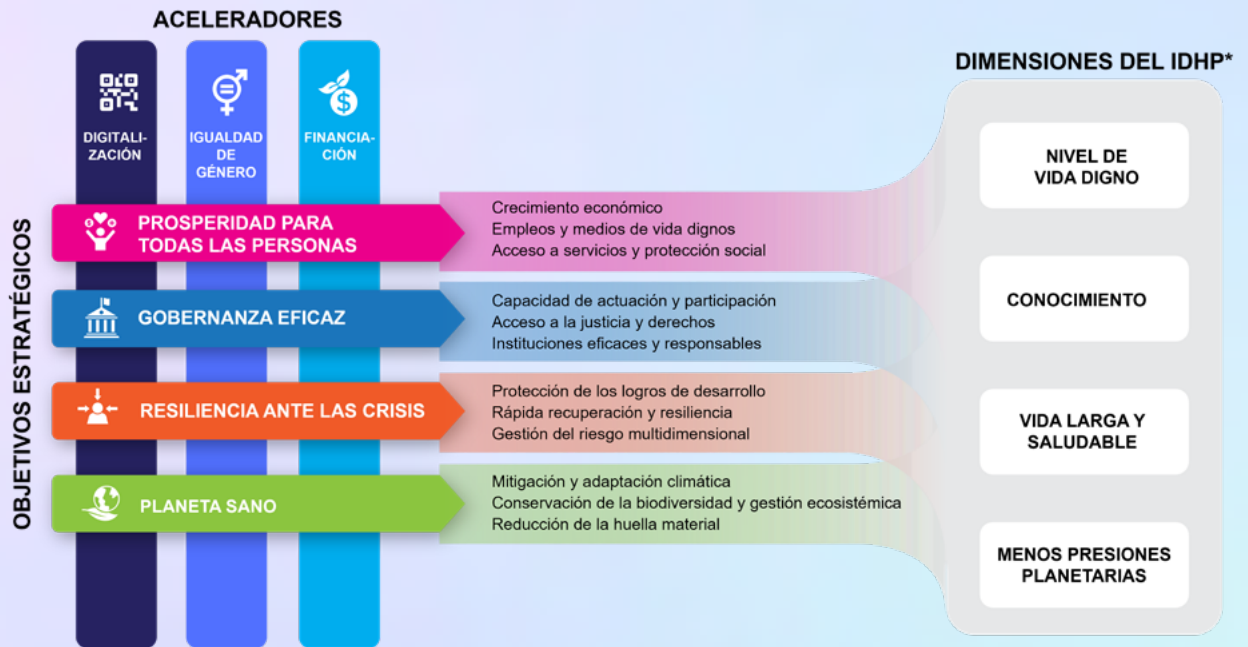 ACELERADORES
DIGITALI-
ZACIÓN
IGUALDAD
DE
GÉNERO
FINANCIA-
CIÓN
OBJETIVOS ESTRATÉGICOS
PROSPERIDAD PARA
TODAS LAS PERSONAS
Crecimiento económico
Empleos y medios de vida dignos
Acceso a servicios y protección social
GOBERNANZA EFICAZ
Capacidad de actuación y participación
Acceso a la justicia y derechos
Instituciones eficaces y responsables
RESILIENCIA ANTE LAS CRISIS
Protección de los logros de desarrollo
Rápida recuperación y resiliencia
Gestión del riesgo multidimensional
PLANETA SANO
Mitigación y adaptación climática
Conservación de la biodiversidad y gestión ecosistémica
Reducción de la huella material
DIMENSIONES DEL IDHP*
NIVEL DE
VIDA DIGNO
CONOCIMIENTO
VIDA LARGA Y
SALUDABLE
MENOS PRESIONES
PLANETARIAS